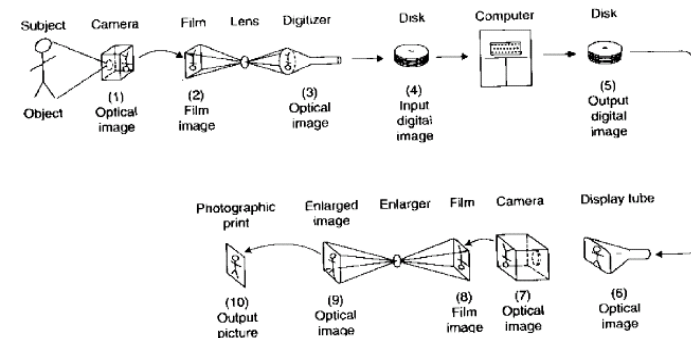 Subject Camera Film Lens Digitizer Disk Computer Disk
Object
(1)
Optical
image
(2)
Film
image
(3)
Optical
image
(4)
Input
digital
image
(5)
Output
digital
image
Photographic
print
Enlarged
image
Enlarger Film Camera Display tube
(10)
Output
picture
(9)
Optical
image
(8)
Film
image
(7)
Optical
image
(6)
Optical
image